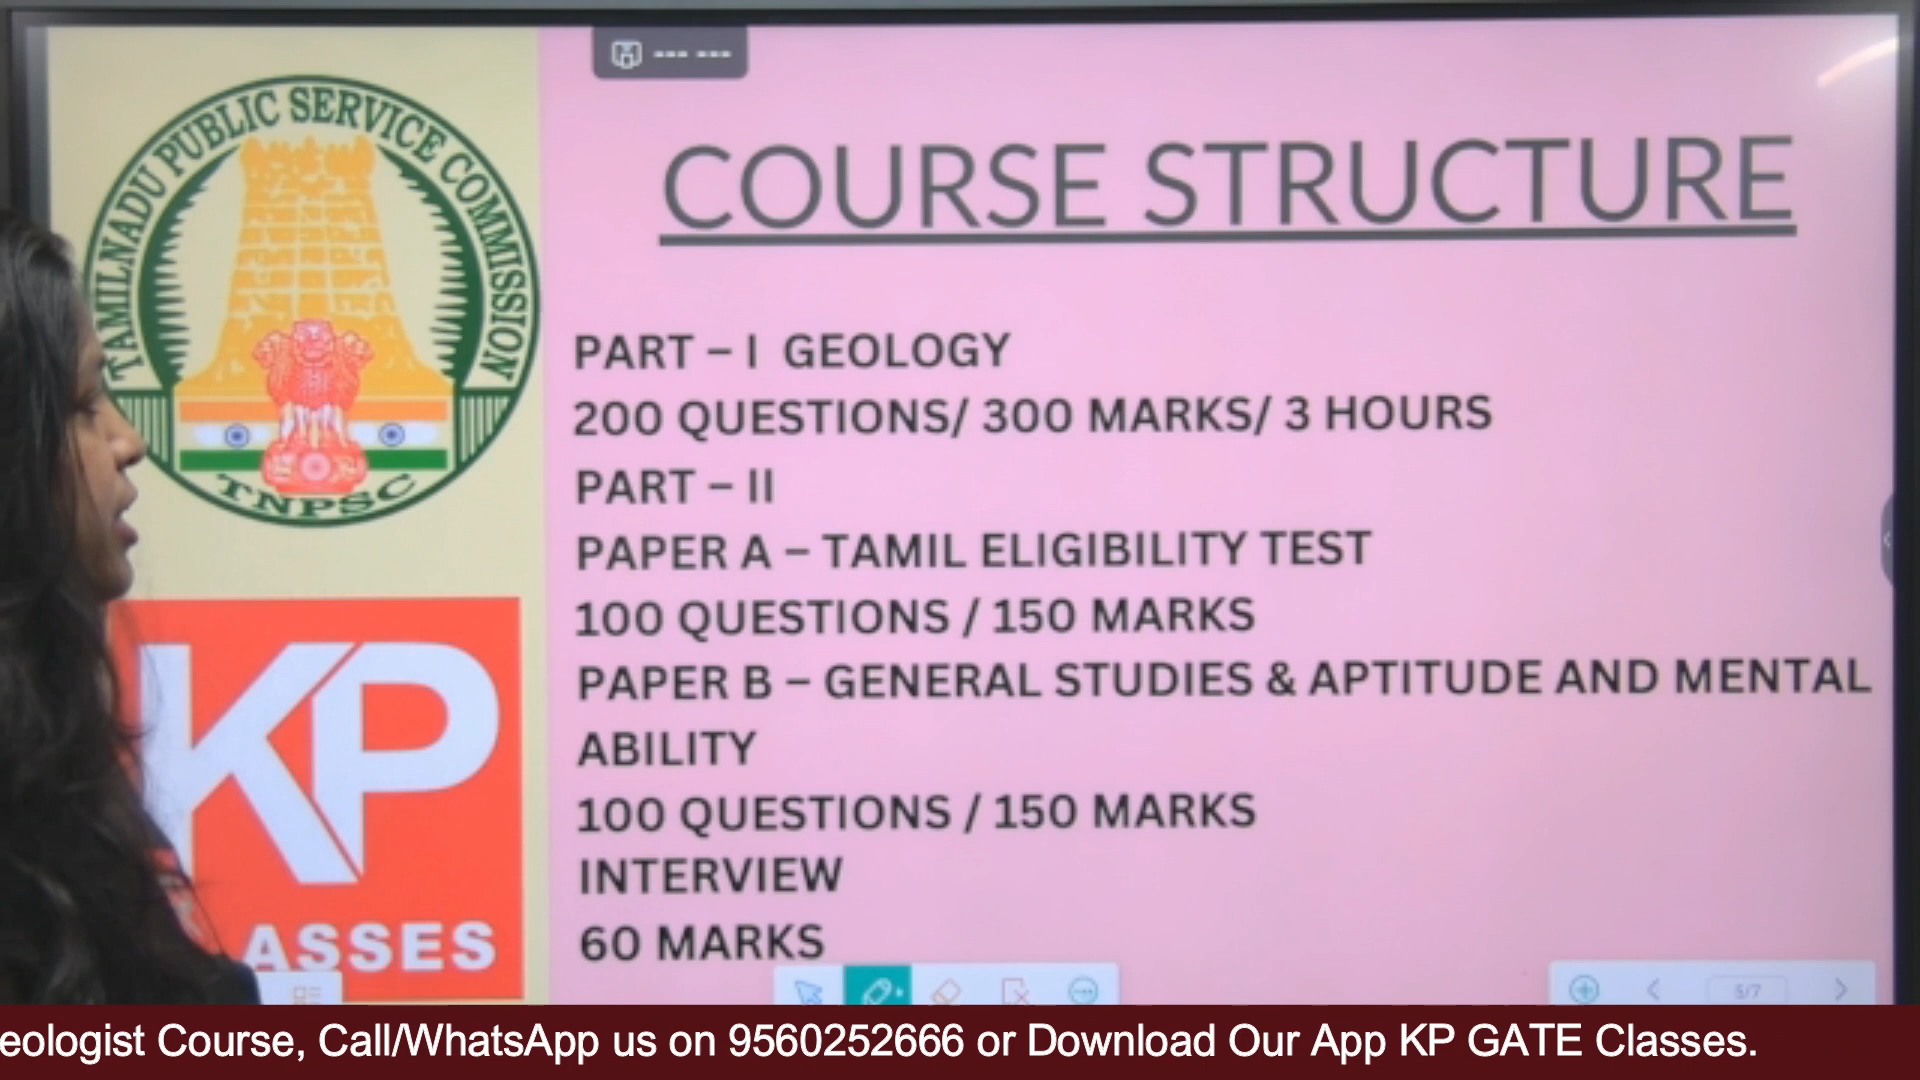 TAMILNADU PUBLIC SERVICE COMMISSION
TNPSC
KP
ASSES
COURSE STRUCTURE
PART – I GEOLOGY
200 QUESTIONS/ 300 MARKS/ 3 HOURS
PART – II
PAPER A – TAMIL ELIGIBILITY TEST
100 QUESTIONS / 150 MARKS
PAPER B – GENERAL STUDIES & APTITUDE AND MENTAL
ABILITY
100 QUESTIONS / 150 MARKS
INTERVIEW
60 MARKS
5/7
eologist Course, Call/WhatsApp us on 9560252666 or Download Our App KP GATE Classes.